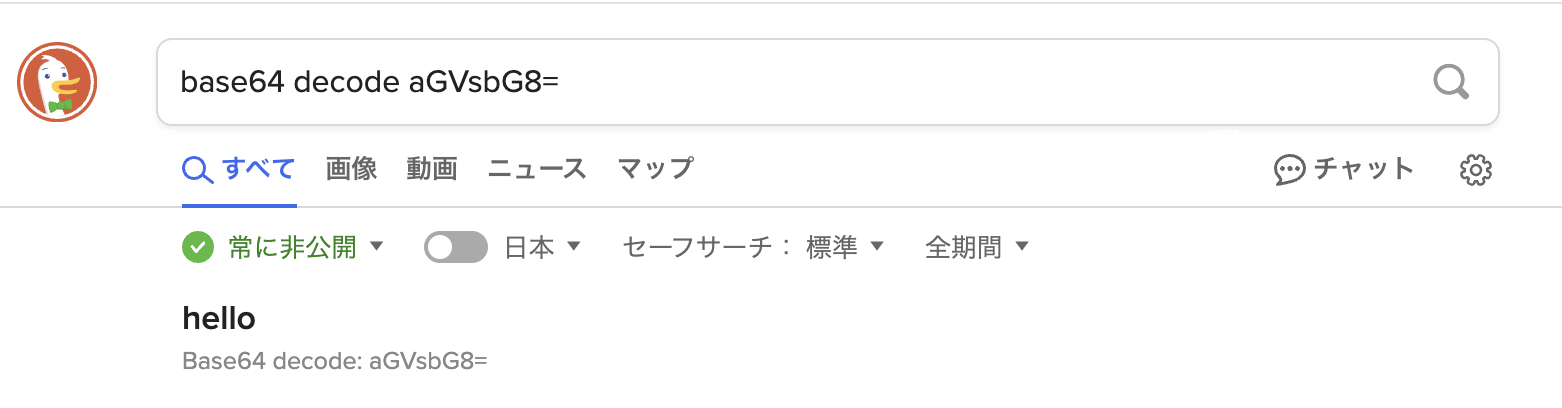 base64 decode aGVsbG8=
すべて 画像 動画 ニュース マップ チャット
常に非公開 日本 セーフサーチ： 標準 全期間
hello
Base64 decode: aGVsbG8=